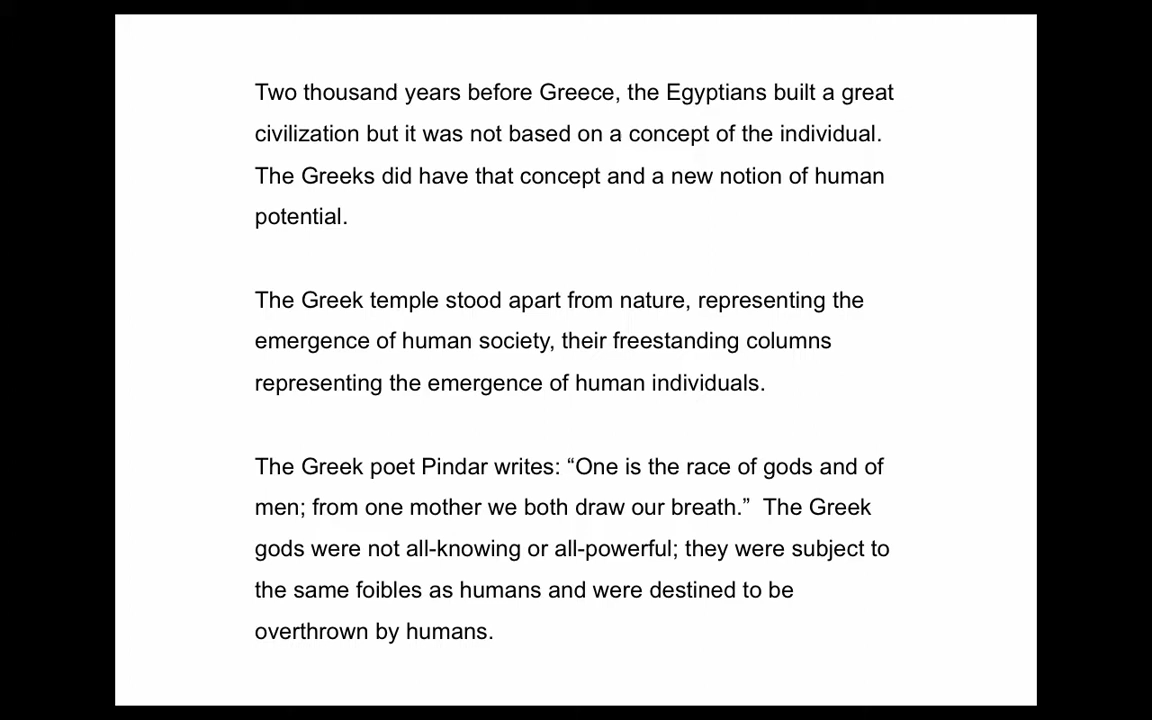 Two thousand years before Greece, the Egyptians built a great
civilization but it was not based on a concept of the individual.
The Greeks did have that concept and a new notion of human
potential.
The Greek temple stood apart from nature, representing the
emergence of human society, their freestanding columns
representing the emergence of human individuals.
The Greek poet Pindar writes: “One is the race of gods and of
men; from one mother we both draw our breath.”  The Greek
gods were not all-knowing or all-powerful; they were subject to
the same foibles as humans and were destined to be
overthrown by humans.